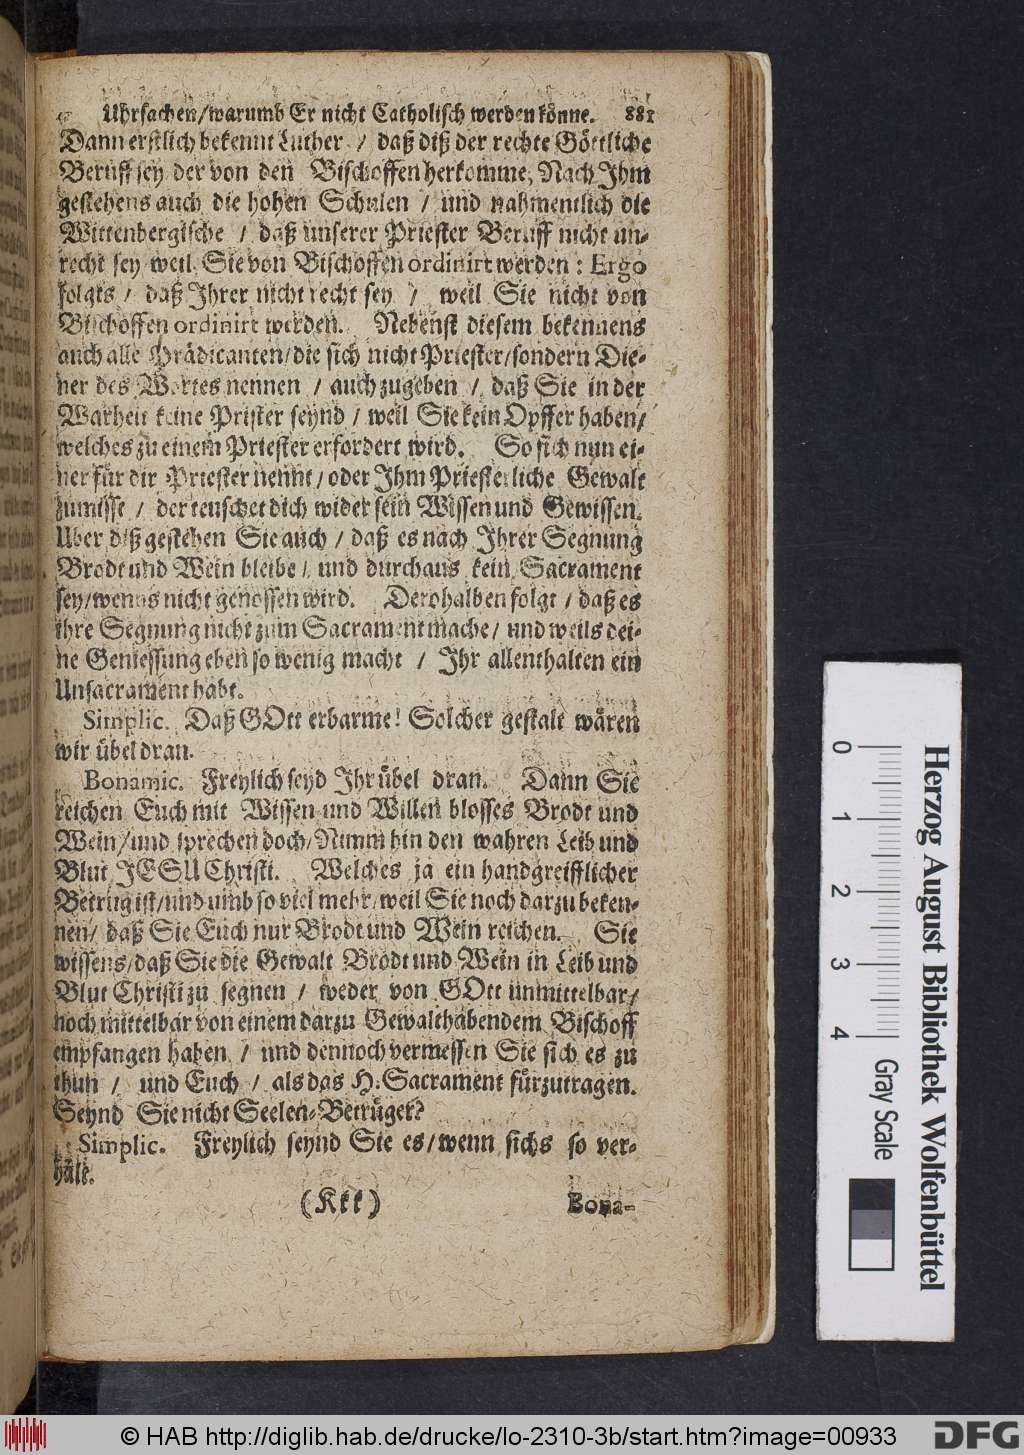 Uhrsachen/warumb Er nicht Catholisch werden könne. 881
Dann erstlich bekennt Luther / daß diß der rechte Göttliche
Beruff sey der von den Bischoffen herkomme, Nach Ihm
gestehens auch die hohen Schulen / und nahmentlich die
Wittenbergische / daß unserer Priester Beruff nicht un-
recht sey weil Sie von Bischoffen ordinirt werden : Ergo
folgts / daß Ihrer nicht recht sey / weil Sie nicht von
Bischoffen ordinirt werden. Nebenst diesem bekennens
auch alle Prädicanten/die sich nicht Priester/sondern Die-
ner des Wortes nennen / auch zugeben / daß Sie in der
Warheit keine Prister seynd / weil Sie kein Opffer haben/
welches zu einem Priester erfordert wird. So sich nun ei-
ner für dir Priester nennt/oder Ihm Priesterliche Gewalt
zumisst / der teuschet dich wider sein Wissen und Gewissen.
Uber diß gestehen Sie auch / daß es nach Ihrer Segnung
Brodt und Wein bleibe / und durchaus kein Sacrament
sey/wenns nicht genossen wird. Derohalben folgt / daß es
ihre Segnung nicht zum Sacrament mache/ und weils dei-
ne Geniessung eben so wenig macht / Ihr allenthalten ein
Unsacrament habt.
Simplic. Daß GOtt erbarme! Solcher gestalt wären
wir übel dran.
Bonamic. Freylich seyd Ihr übel dran. Dann Sie
reichen Euch mit Wissen und Willen blosses Brodt und
Wein/und sprechen doch/Nimm hin den wahren Leib und
Blut JESU Christi. Welches ja ein handgreifflicher
Betrug ist/und umb so viel mehr/weil Sie noch darzu beken-
nen/ daß Sie Euch nur Brodt und Wein reichen. Sie
wissens/daß Sie die Gewalt Brodt und Wein in Leib und
Blut Christi zu segnen / weder von GOtt unmittelbar/
noch mittelbar von einem darzu Gewalthabendem Bischoff
empfangen haben / und dennoch vermessen Sie sich es zu
thun / und Euch / als das H. Sacrament fürzutragen.
Seynd Sie nicht Seelen-Betrüger?
Simplic. Freylich seynd Sie es/wenn sichs so ver-
hält.
(Kkk) Bona-
0 1 2 3 4 Gray Scale
Herzog August Bibliothek Wolfenbüttel
© HAB http://diglib.hab.de/drucke/lo-2310-3b/start.htm?image=00933
DFG